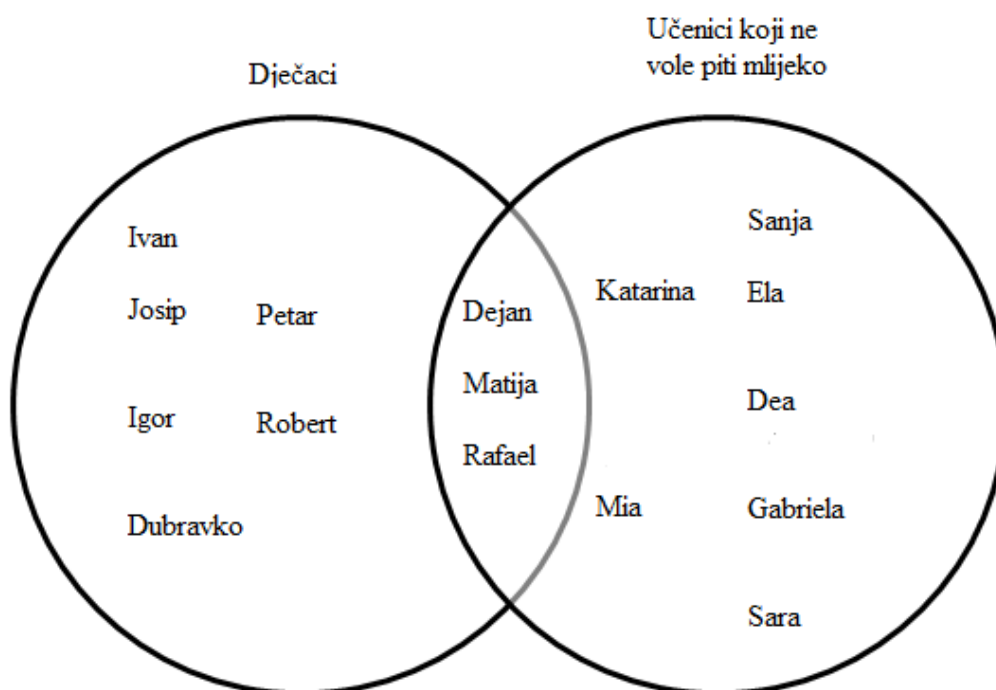 Dječaci
Učenici koji ne
vole piti mlijeko
Ivan
Josip
Petar
Igor
Robert
Dubravko
Dejan
Matija
Rafael
Katarina
Mia
Sanja
Ela
Dea
Gabriela
Sara